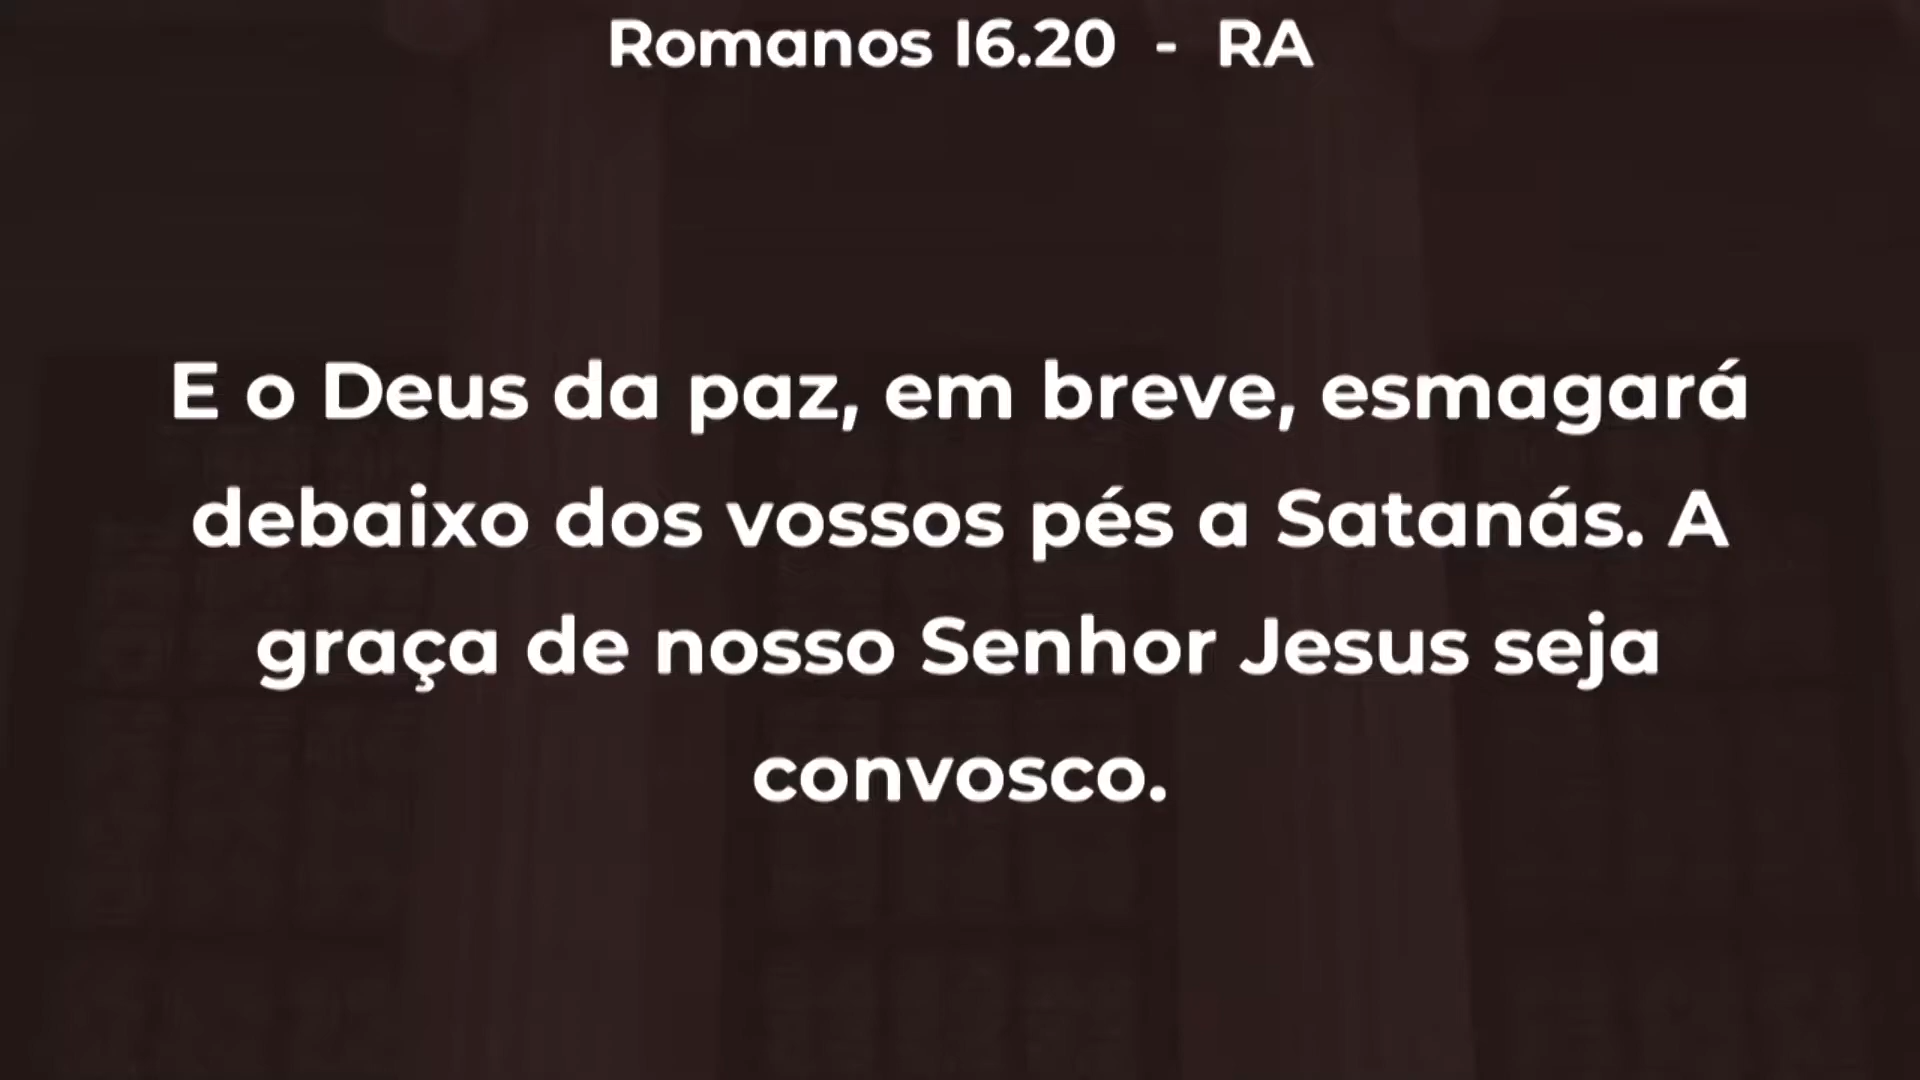 Romanos 16.20 - RA
E o Deus da paz, em breve, esmagará
debaixo dos vossos pés a Satanás. A
graça de nosso Senhor Jesus seja
convosco.